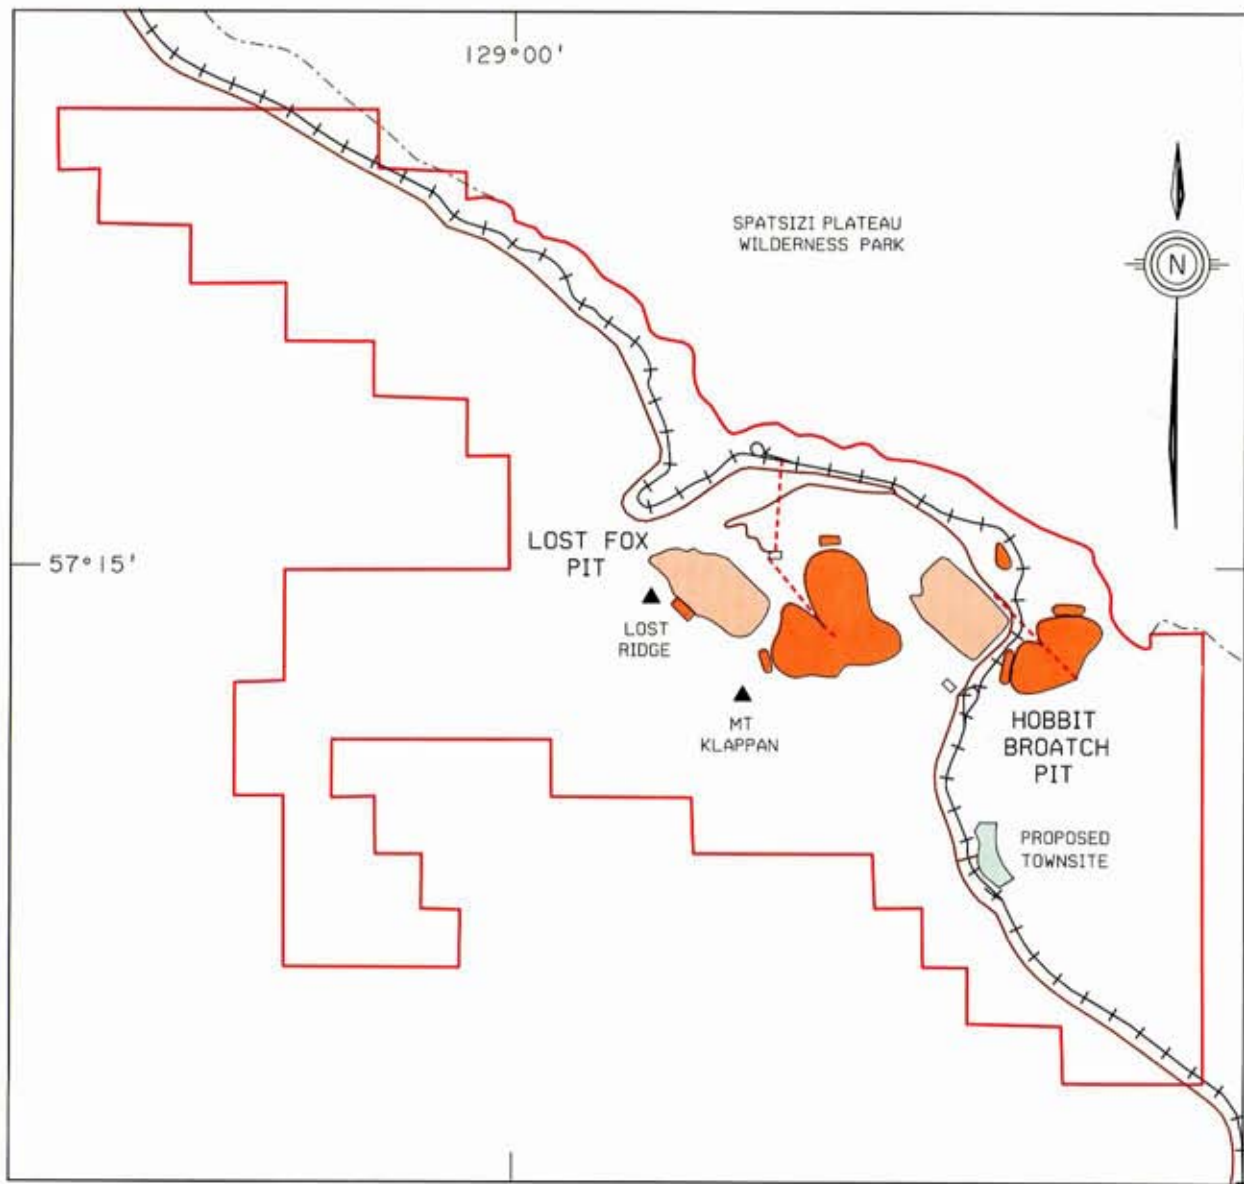 129°00'
SPATSIZI PLATEAU
WILDERNESS PARK
N
57°15'
LOST FOX
PIT
LOST
RIDGE
MT
KLAPPAN
HOBBIT
BROATCH
PIT
PROPOSED
TOWNSITE